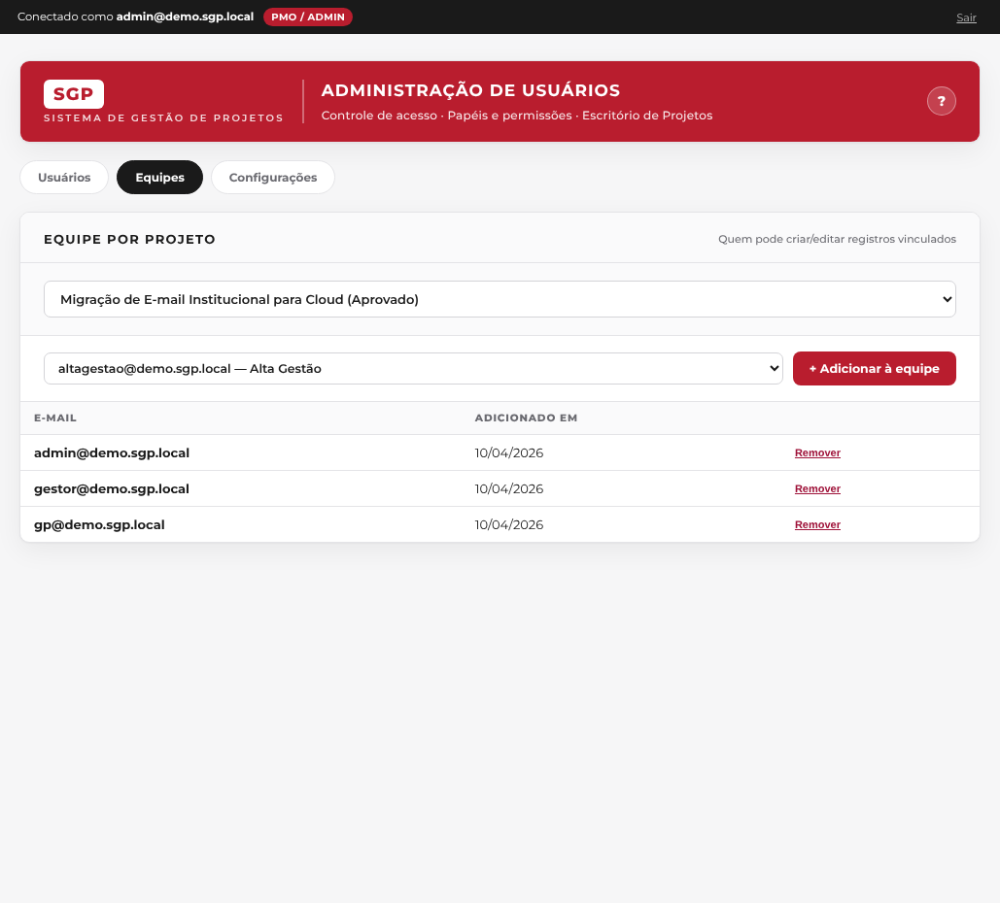 Conectado como admin@demo.sgp.local PMO / ADMIN Sair
SGP
SISTEMA DE GESTÃO DE PROJETOS
ADMINISTRAÇÃO DE USUÁRIOS
Controle de acesso · Papéis e permissões · Escritório de Projetos
?
Usuários Equipes Configurações
EQUIPE POR PROJETO Quem pode criar/editar registros vinculados
Migração de E-mail Institucional para Cloud (Aprovado)
altagestao@demo.sgp.local — Alta Gestão + Adicionar à equipe
E-MAIL ADICIONADO EM
admin@demo.sgp.local 10/04/2026 Remover
gestor@demo.sgp.local 10/04/2026 Remover
gp@demo.sgp.local 10/04/2026 Remover